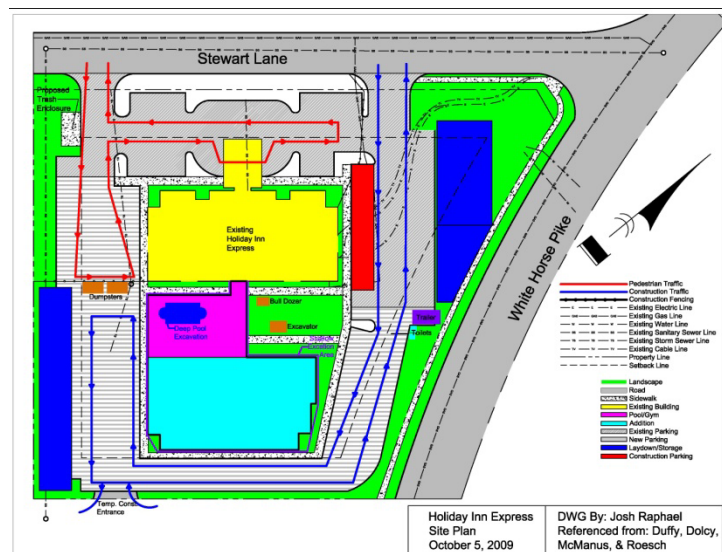 Stewart Lane
Proposed
Trash
Enclosure
Existing
Holiday Inn
Express
White Horse Pike
Dumpsters
Bull Dozer
Excavator
Deep Pool
Excavation
Area
Trailer
Toilets
Temp. Const.
Entrance
Pedestrian Traffic
Construction Traffic
Construction Fencing
Existing Electric Line
Existing Gas Line
Existing Water Line
Existing Sanitary Sewer Line
Existing Storm Sewer Line
Existing Cable Line
Property Line
Setback Line
Landscape
Road
Sidewalk
Existing Building
Pool/Gym
Addition
Existing Parking
New Parking
Laydown/Storage
Construction Parking
Holiday Inn Express
Site Plan
October 5, 2009
DWG By: Josh Raphael
Referenced from: Duffy, Dolcy,
McManus, & Roesch